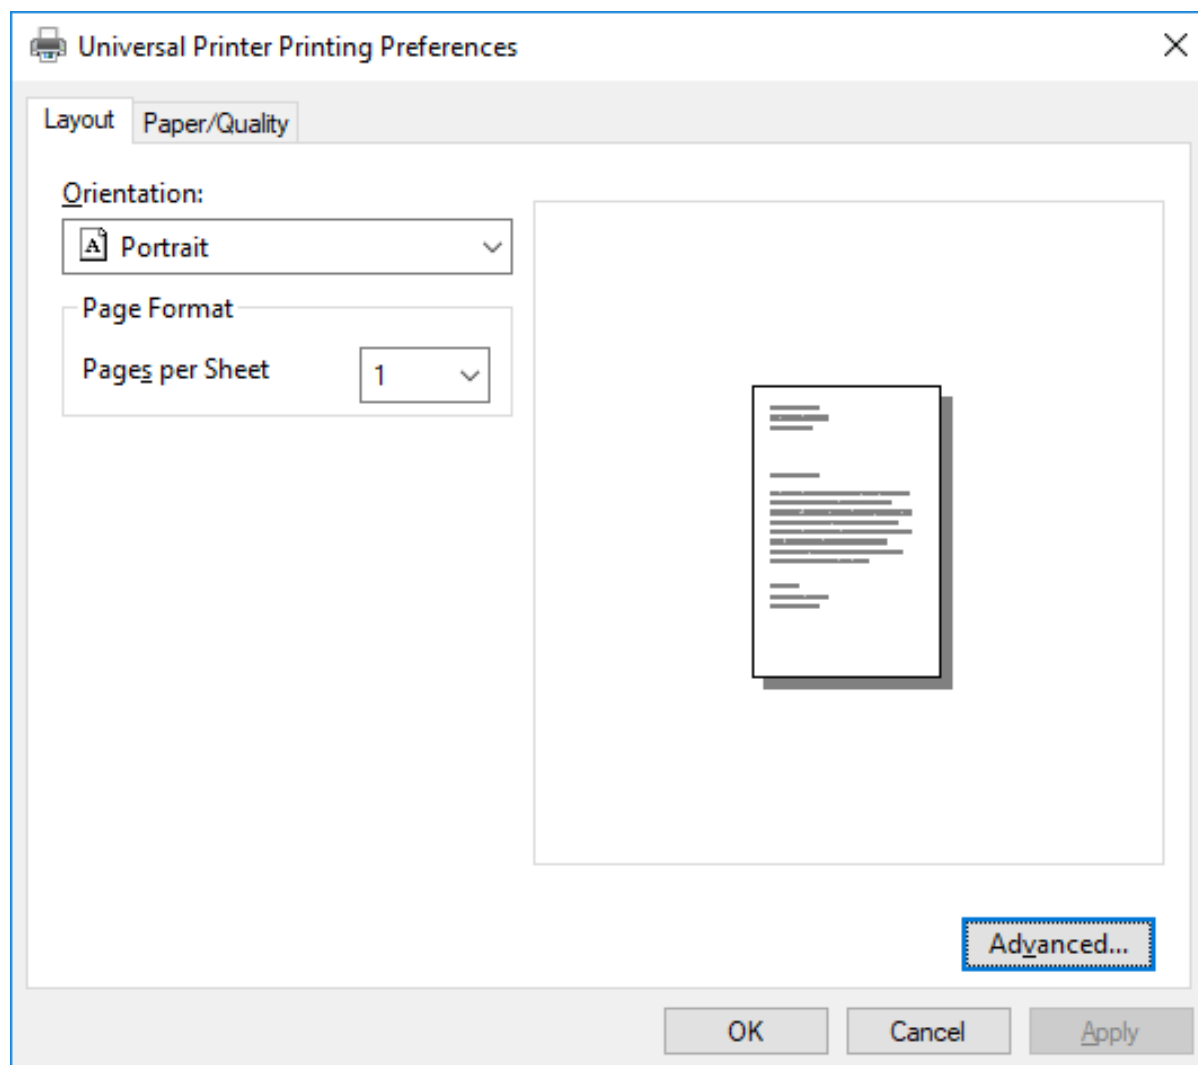 Universal Printer Printing Preferences
Layout
Paper/Quality
Orientation:
Portrait
Page Format
Pages per Sheet
1
Advanced...
OK
Cancel
Apply